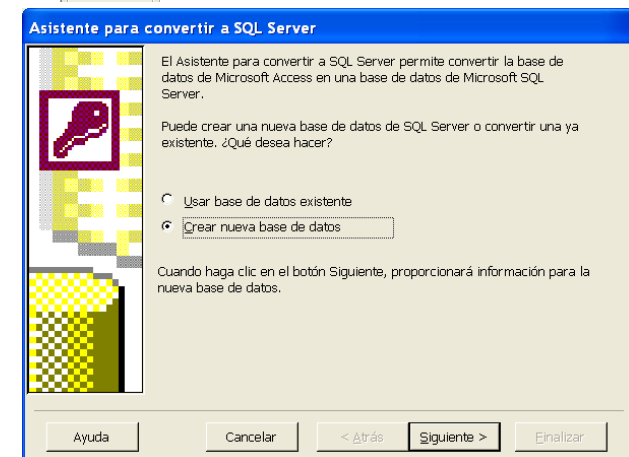 Asistente para convertir a SQL Server
El Asistente para convertir a SQL Server permite convertir la base de
datos de Microsoft Access en una base de datos de Microsoft SQL
Server.
Puede crear una nueva base de datos de SQL Server o convertir una ya
existente. ¿Qué desea hacer?
Usar base de datos existente
Crear nueva base de datos
Cuando haga clic en el botón Siguiente, proporcionará información para la
nueva base de datos.
Ayuda Cancelar < Atrás Siguiente > Finalizar